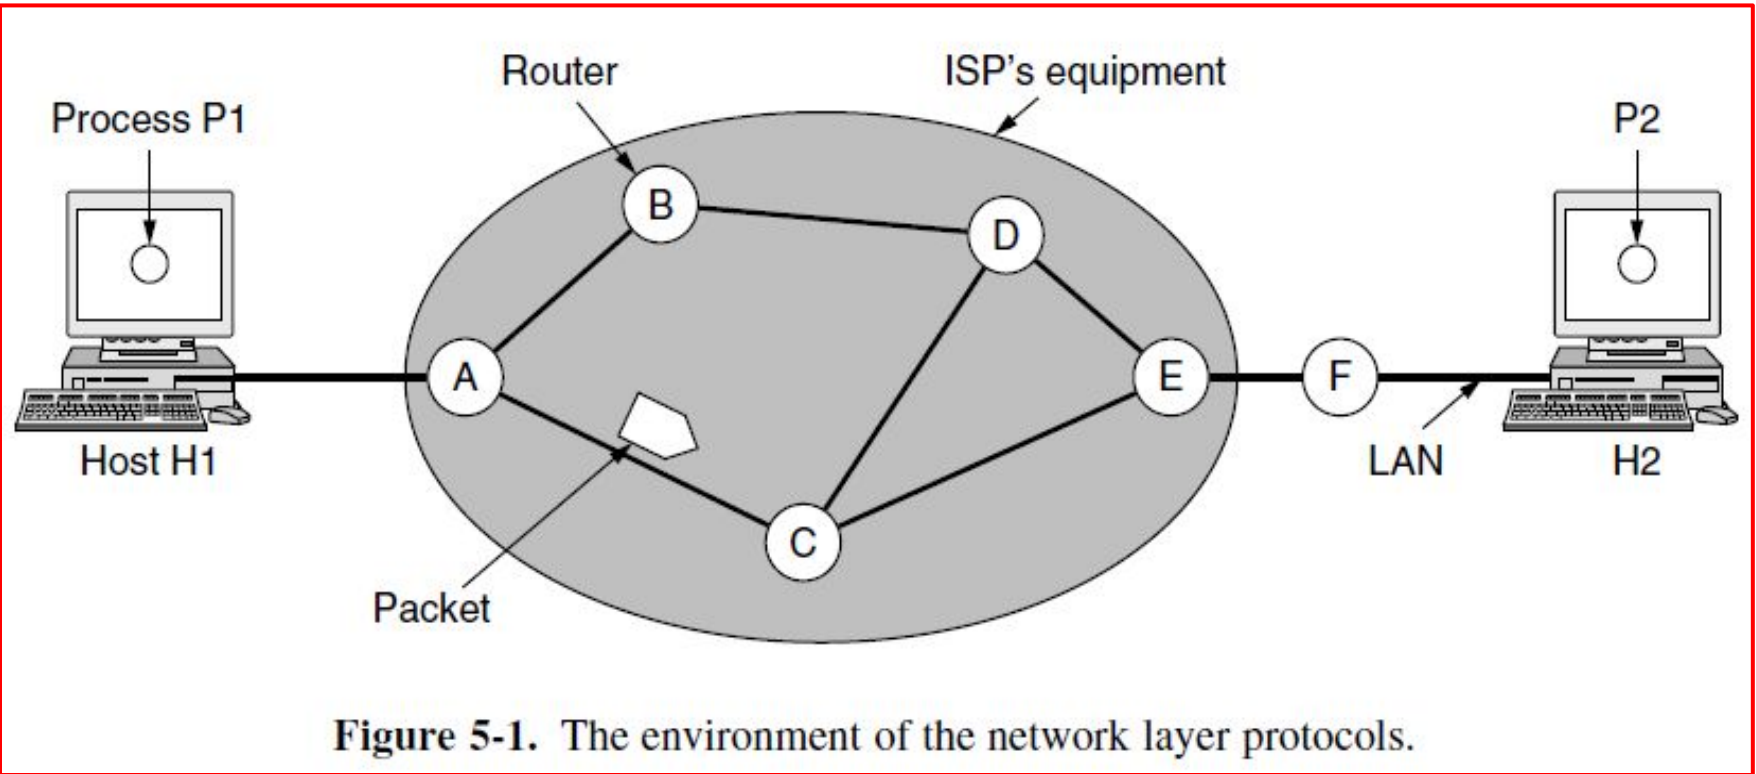 Router
ISP's equipment
Process P1
P2
B
D
A
E
F
Host H1
LAN
H2
C
Packet
Figure 5-1. The environment of the network layer protocols.